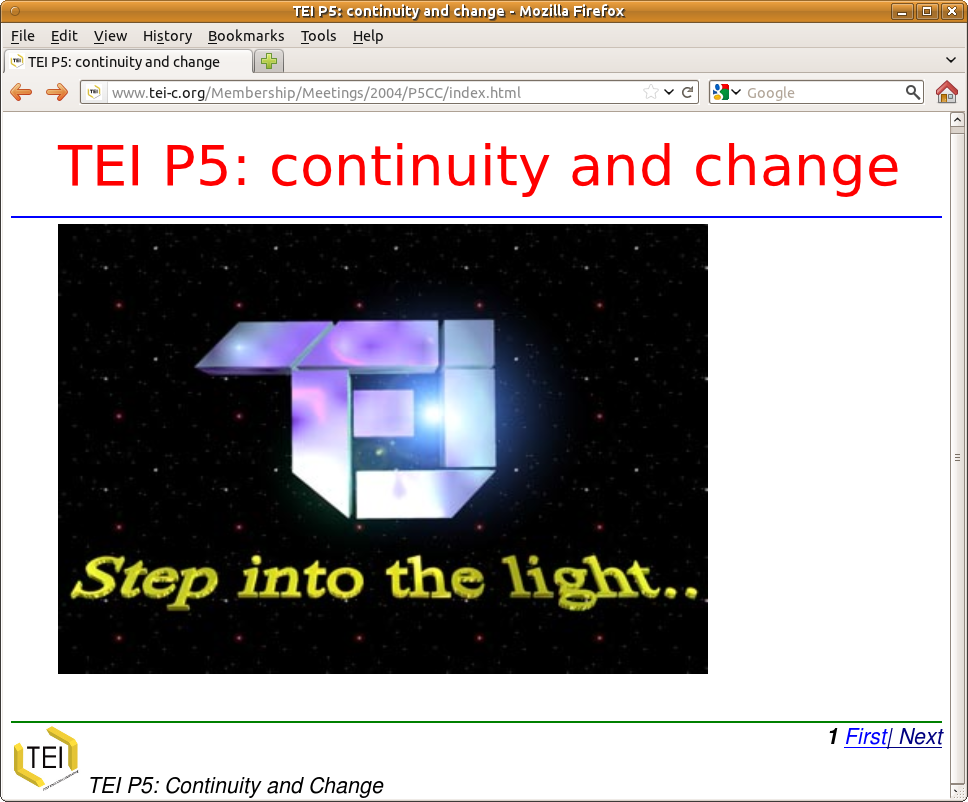 TEI P5: continuity and change - Mozilla Firefox
File Edit View History Bookmarks Tools Help
TEI P5: continuity and change
www.tei-c.org/Membership/Meetings/2004/P5CC/index.html
Google
TEI P5: continuity and change
TEI
Step into the light..
1 First| Next
TEI
TEI P5: Continuity and Change